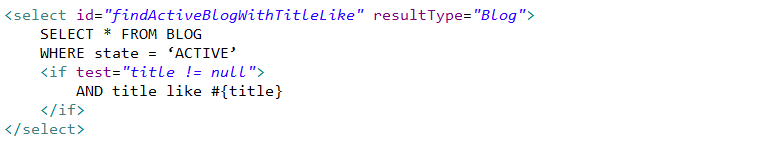 <select id="findActiveBlogWithTitleLike" resultType="Blog">
    SELECT * FROM BLOG
    WHERE state = ‘ACTIVE’
    <if test="title != null">
        AND title like #{title}
    </if>
</select>